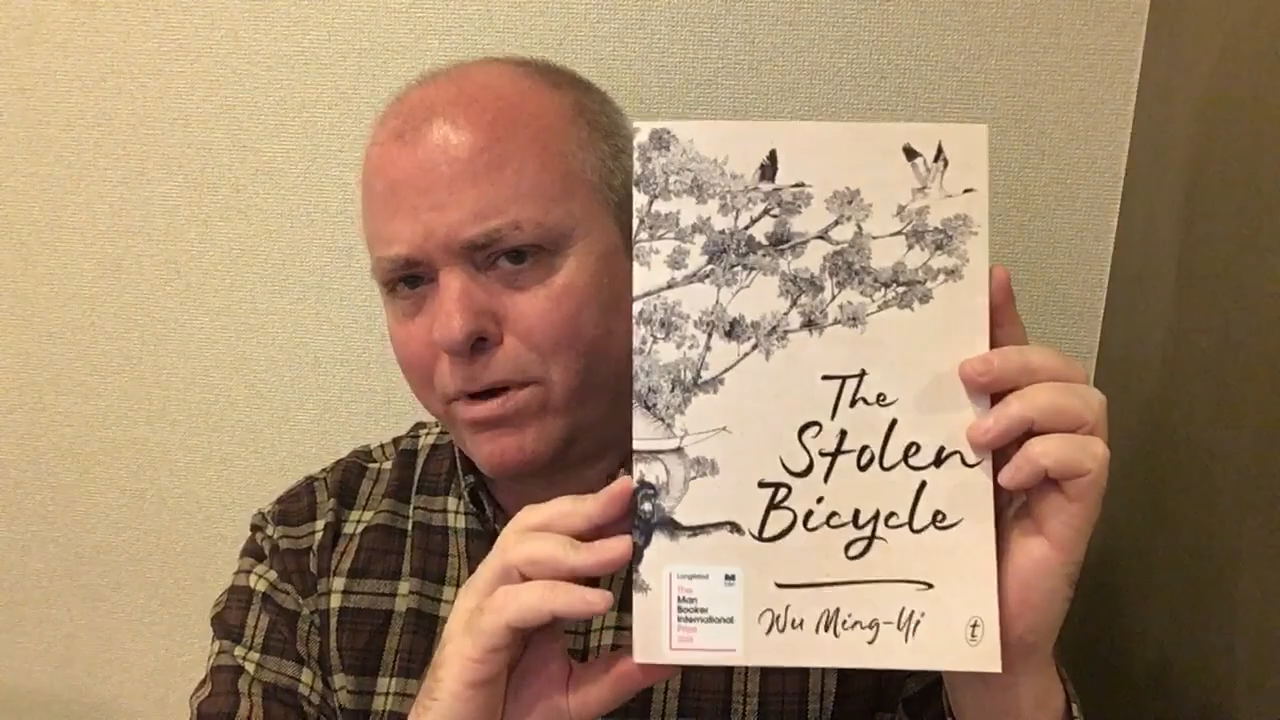 The
Stolen
Bicycle
Wu Ming-Yi
t
Longlisted
The
Man
Booker
International
Prize
2018